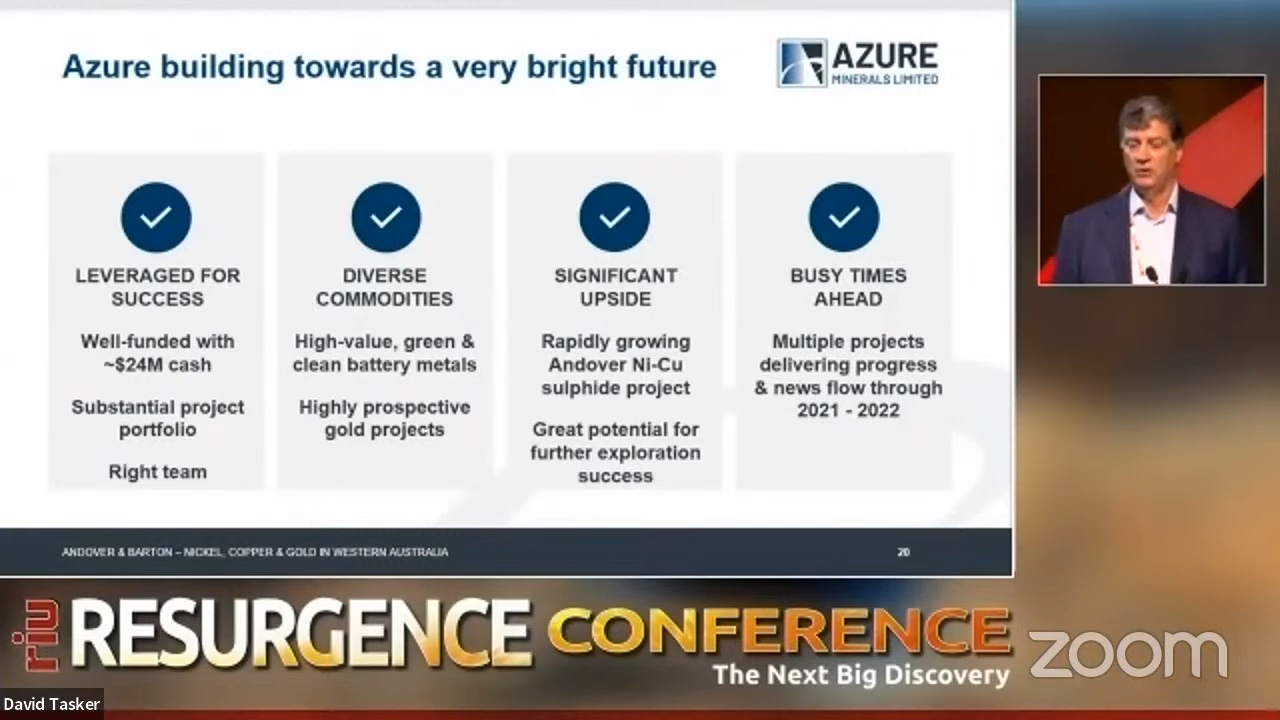 Azure building towards a very bright future
AZURE
MINERALS LIMITED
LEVERAGED FOR
SUCCESS
Well-funded with
~$24M cash
Substantial project
portfolio
Right team
DIVERSE
COMMODITIES
High-value, green &
clean battery metals
Highly prospective
gold projects
SIGNIFICANT
UPSIDE
Rapidly growing
Andover Ni-Cu
sulphide project
Great potential for
further exploration
success
BUSY TIMES
AHEAD
Multiple projects
delivering progress
& news flow through
2021 - 2022
ANDOVER & BARTON – NICKEL, COPPER & GOLD IN WESTERN AUSTRALIA
20
riu
RESURGENCE CONFERENCE
The Next Big Discovery
zoom
David Tasker